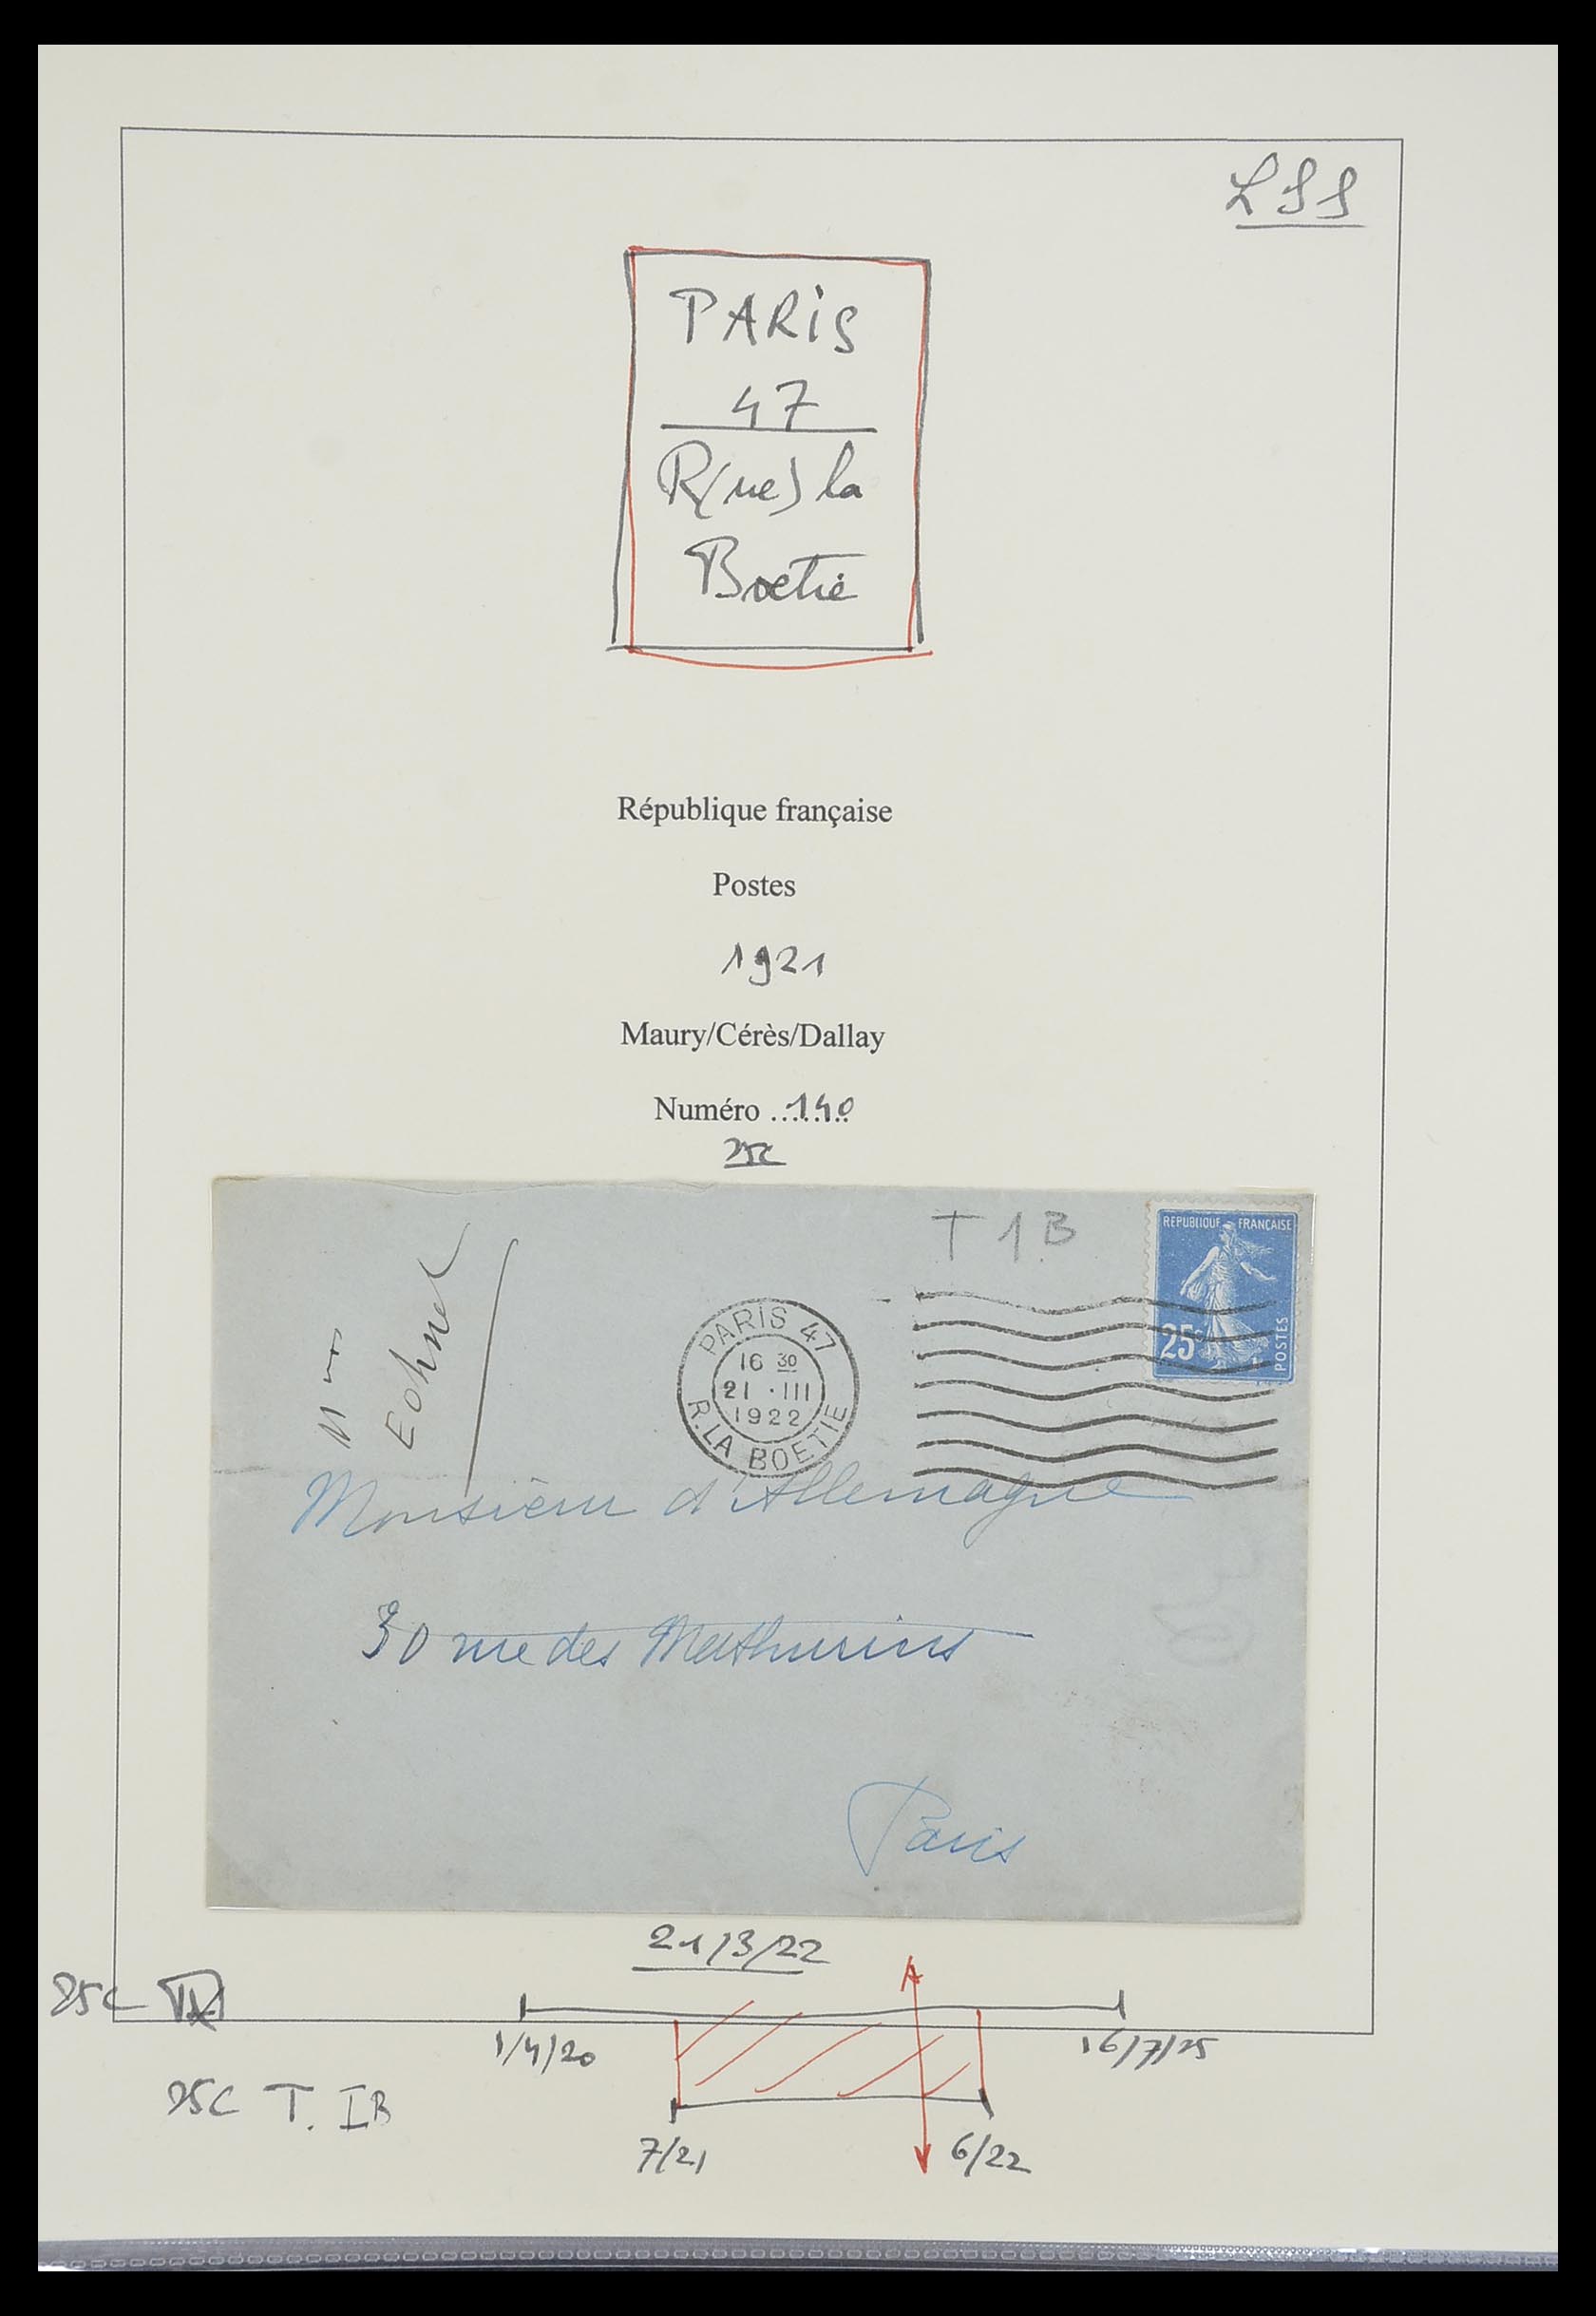 LSS
PARIS
47
R(ue) la
Boetie
République française
Postes
1921
Maury/Cérès/Dallay
Numéro ........140
25c
T 1 B
REPUBLIQUE FRANÇAISE
25c
POSTES
PARIS 47
16 30
21 · III
1922
R. LA BOETIE
Monsieur d'Allemagne
30 rue des Mathurins
Paris
21/3/22
A
25C
1/4/20
16/7/25
25C T. IB
7/21
6/22